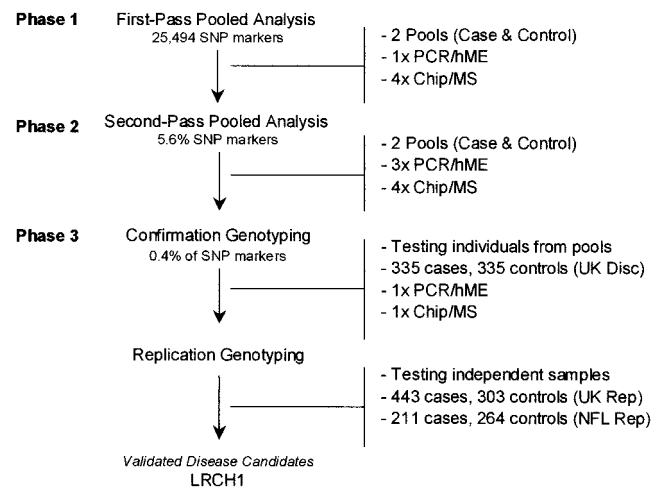 Phase 1
First-Pass Pooled Analysis
25,494 SNP markers
- 2 Pools (Case & Control)
- 1x PCR/hME
- 4x Chip/MS
Phase 2
Second-Pass Pooled Analysis
5.6% SNP markers
- 2 Pools (Case & Control)
- 3x PCR/hME
- 4x Chip/MS
Phase 3
Confirmation Genotyping
0.4% of SNP markers
- Testing individuals from pools
- 335 cases, 335 controls (UK Disc)
- 1x PCR/hME
- 1x Chip/MS
Replication Genotyping
- Testing independent samples
- 443 cases, 303 controls (UK Rep)
- 211 cases, 264 controls (NFL Rep)
Validated Disease Candidates
LRCH1